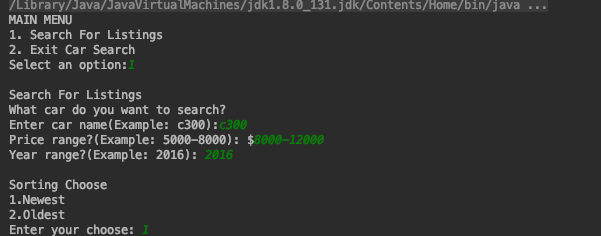 /Library/Java/JavaVirtualMachines/jdk1.8.0_131.jdk/Contents/Home/bin/java ...
MAIN MENU
1. Search For Listings
2. Exit Car Search
Select an option:1
Search For Listings
What car do you want to search?
Enter car name(Example: c300):c300
Price range?(Example: 5000-8000): $8000-12000
Year range?(Example: 2016): 2016
Sorting Choose
1.Newest
2.Oldest
Enter your choose: 1